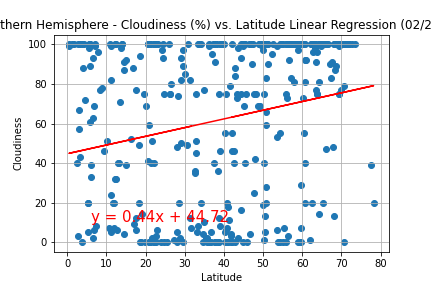 thern Hemisphere - Cloudiness (%) vs. Latitude Linear Regression (02/2
100
80
60
40
20
0
Cloudiness
y = 0.44x + 44.72
0 10 20 30 40 50 60 70 80
Latitude